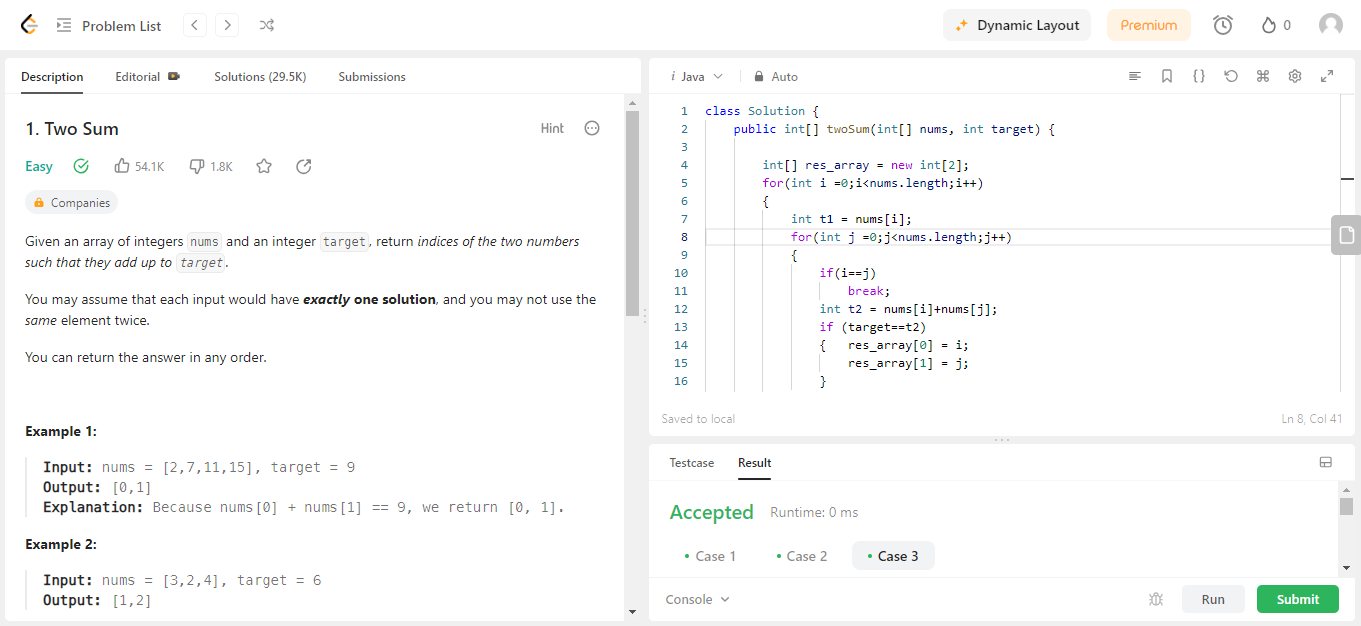 Problem List
Dynamic Layout
Premium
0
Description
Editorial
Solutions (29.5K)
Submissions
1. Two Sum
Hint
Easy
54.1K
1.8K
Companies
Given an array of integers nums and an integer target, return indices of the two numbers
such that they add up to target.
You may assume that each input would have exactly one solution, and you may not use the
same element twice.
You can return the answer in any order.
Example 1:
Input: nums = [2,7,11,15], target = 9
Output: [0,1]
Explanation: Because nums[0] + nums[1] == 9, we return [0, 1].
Example 2:
Input: nums = [3,2,4], target = 6
Output: [1,2]
i Java
Auto
1 class Solution {
2 public int[] twoSum(int[] nums, int target) {
3
4 int[] res_array = new int[2];
5 for(int i =0;i<nums.length;i++)
6 {
7 int t1 = nums[i];
8 for(int j =0;j<nums.length;j++)
9 {
10 if(i==j)
11 break;
12 int t2 = nums[i]+nums[j];
13 if (target==t2)
14 { res_array[0] = i;
15 res_array[1] = j;
16 }
Saved to local
Ln 8, Col 41
Testcase
Result
Accepted
Runtime: 0 ms
• Case 1
• Case 2
• Case 3
Console
Run
Submit